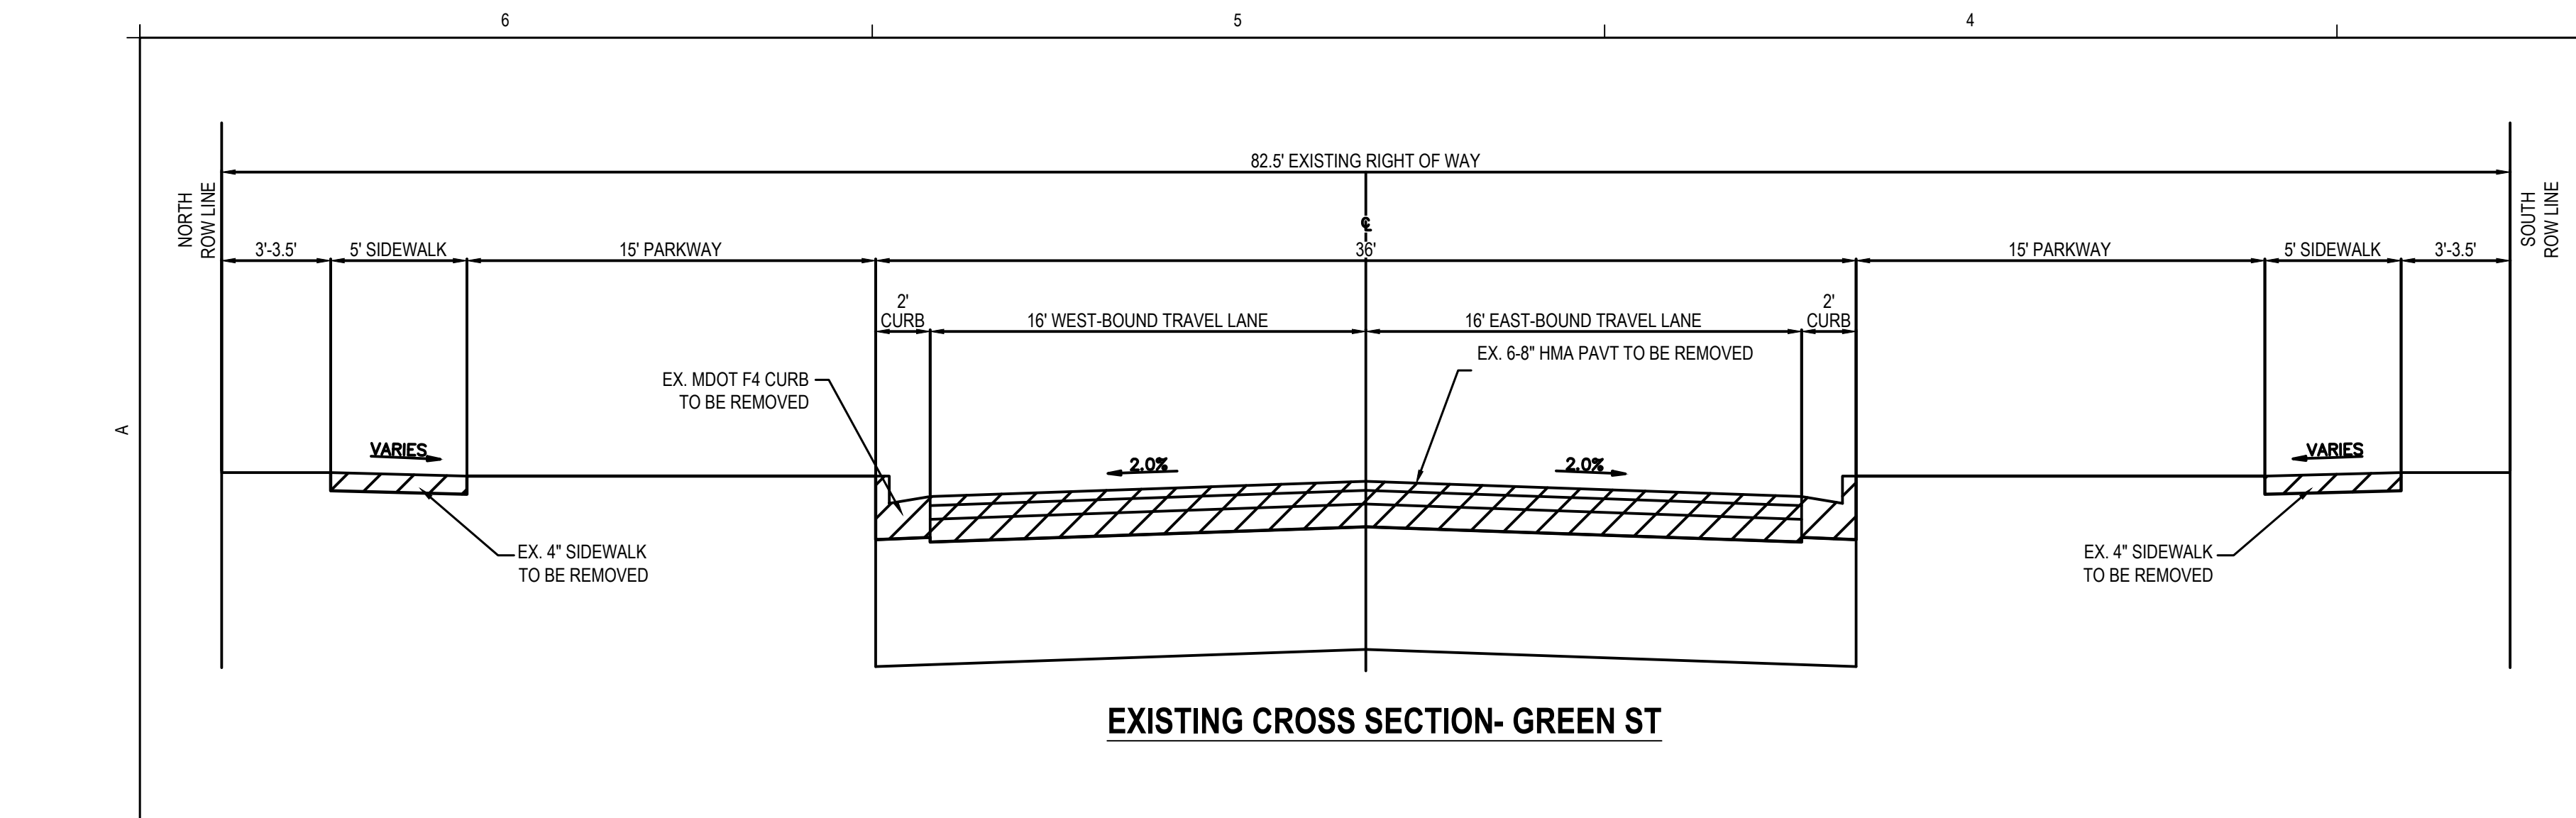 6 5 4
82.5' EXISTING RIGHT OF WAY
NORTH
ROW LINE
SOUTH
ROW LINE
℄
3'-3.5' 5' SIDEWALK 15' PARKWAY 36' 15' PARKWAY 5' SIDEWALK 3'-3.5'
2'
CURB
16' WEST-BOUND TRAVEL LANE 16' EAST-BOUND TRAVEL LANE
2'
CURB
EX. 6-8" HMA PAVT TO BE REMOVED
EX. MDOT F4 CURB
TO BE REMOVED
A
VARIES 2.0% 2.0% VARIES
EX. 4" SIDEWALK
TO BE REMOVED
EX. 4" SIDEWALK
TO BE REMOVED
EXISTING CROSS SECTION- GREEN ST